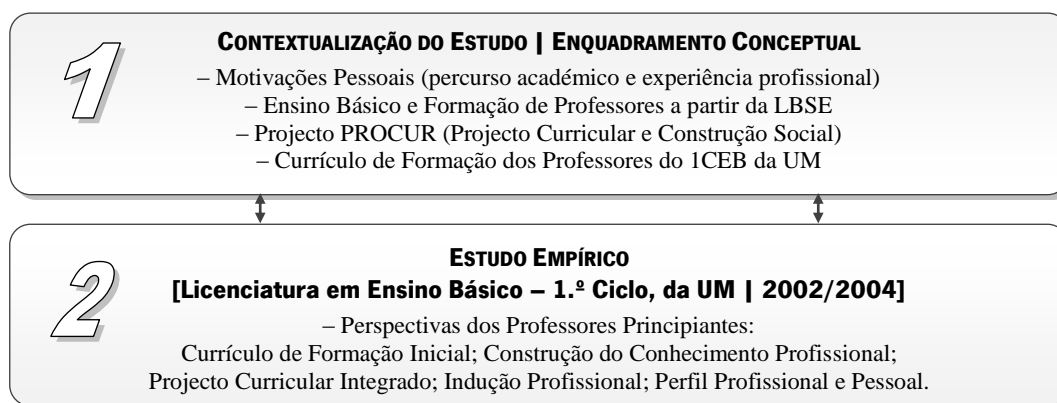 1
CONTEXTUALIZAÇÃO DO ESTUDO | ENQUADRAMENTO CONCEPTUAL
– Motivações Pessoais (percurso académico e experiência profissional)
– Ensino Básico e Formação de Professores a partir da LBSE
– Projecto PROCUR (Projecto Curricular e Construção Social)
– Currículo de Formação dos Professores do 1CEB da UM
2
ESTUDO EMPÍRICO
[Licenciatura em Ensino Básico – 1.º Ciclo, da UM | 2002/2004]
– Perspectivas dos Professores Principiantes:
Currículo de Formação Inicial; Construção do Conhecimento Profissional;
Projecto Curricular Integrado; Indução Profissional; Perfil Profissional e Pessoal.